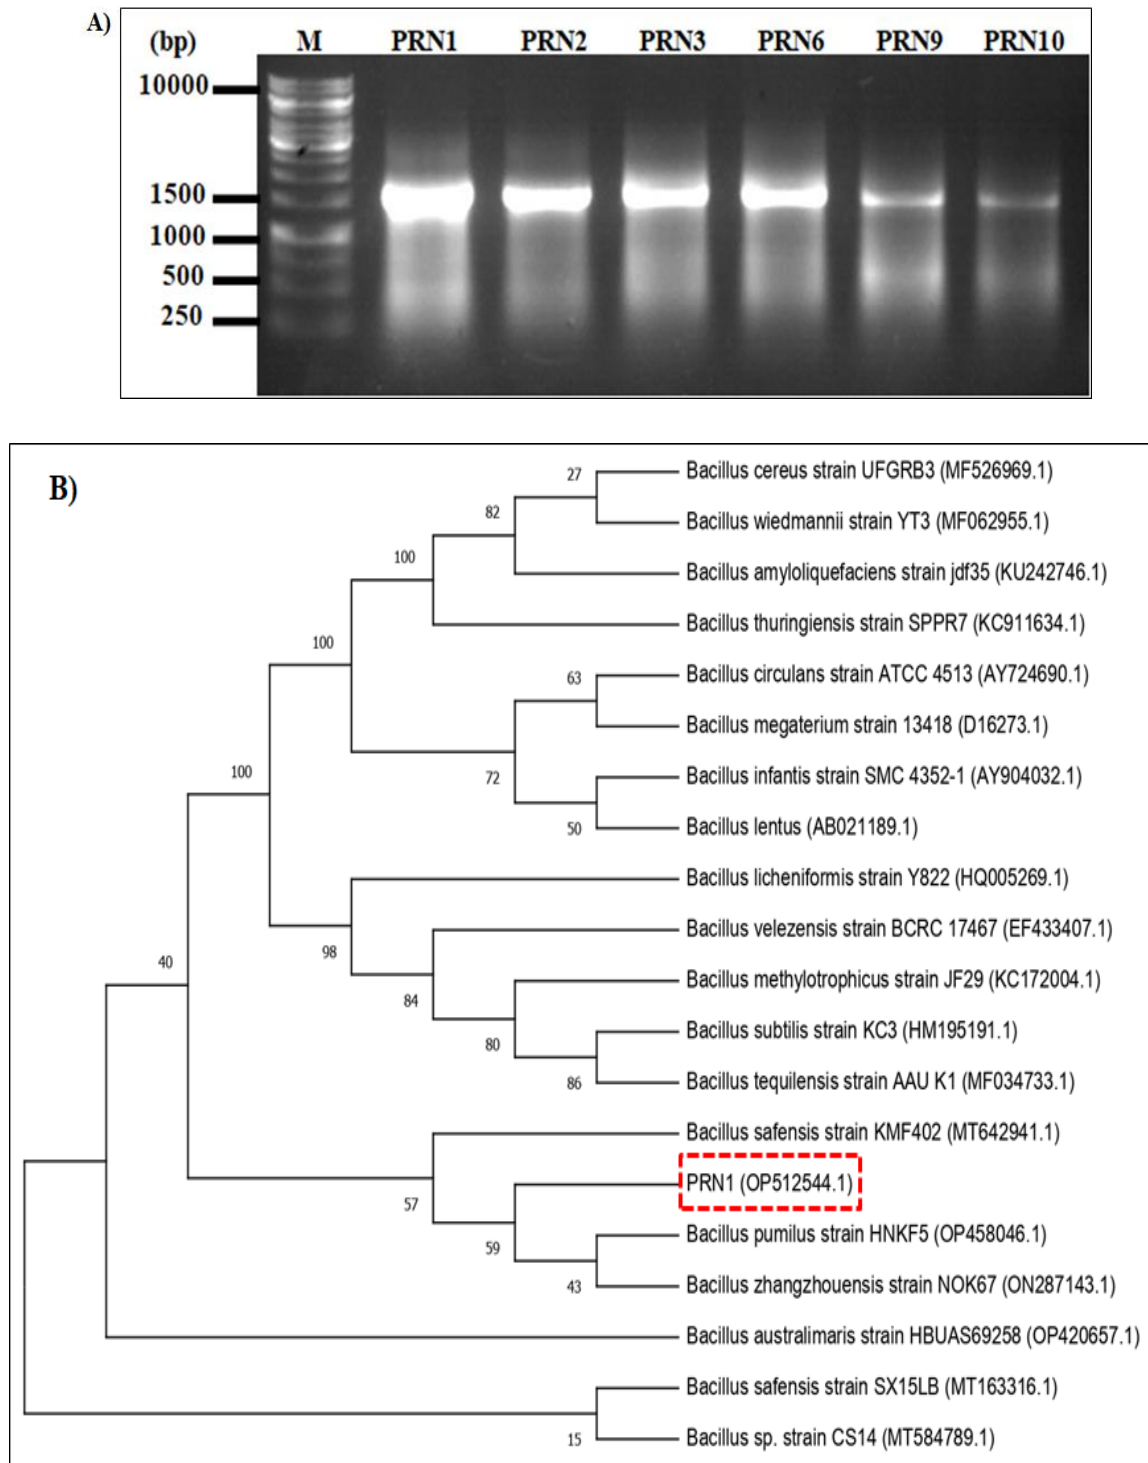 A)
(bp) M PRN1 PRN2 PRN3 PRN6 PRN9 PRN10
10000
1500
1000
500
250
B)
27 Bacillus cereus strain UFGRB3 (MF526969.1)
82 Bacillus wiedmannii strain YT3 (MF062955.1)
100 Bacillus amyloliquefaciens strain jdf35 (KU242746.1)
Bacillus thuringiensis strain SPPR7 (KC911634.1)
100
63 Bacillus circulans strain ATCC 4513 (AY724690.1)
Bacillus megaterium strain 13418 (D16273.1)
100 72 Bacillus infantis strain SMC 4352-1 (AY904032.1)
50 Bacillus lentus (AB021189.1)
Bacillus licheniformis strain Y822 (HQ005269.1)
Bacillus velezensis strain BCRC 17467 (EF433407.1)
40 98
84 Bacillus methylotrophicus strain JF29 (KC172004.1)
80 Bacillus subtilis strain KC3 (HM195191.1)
86 Bacillus tequilensis strain AAU K1 (MF034733.1)
Bacillus safensis strain KMF402 (MT642941.1)
PRN1 (OP512544.1)
57
59 Bacillus pumilus strain HNKF5 (OP458046.1)
43 Bacillus zhangzhouensis strain NOK67 (ON287143.1)
Bacillus australimaris strain HBUAS69258 (OP420657.1)
Bacillus safensis strain SX15LB (MT163316.1)
15 Bacillus sp. strain CS14 (MT584789.1)